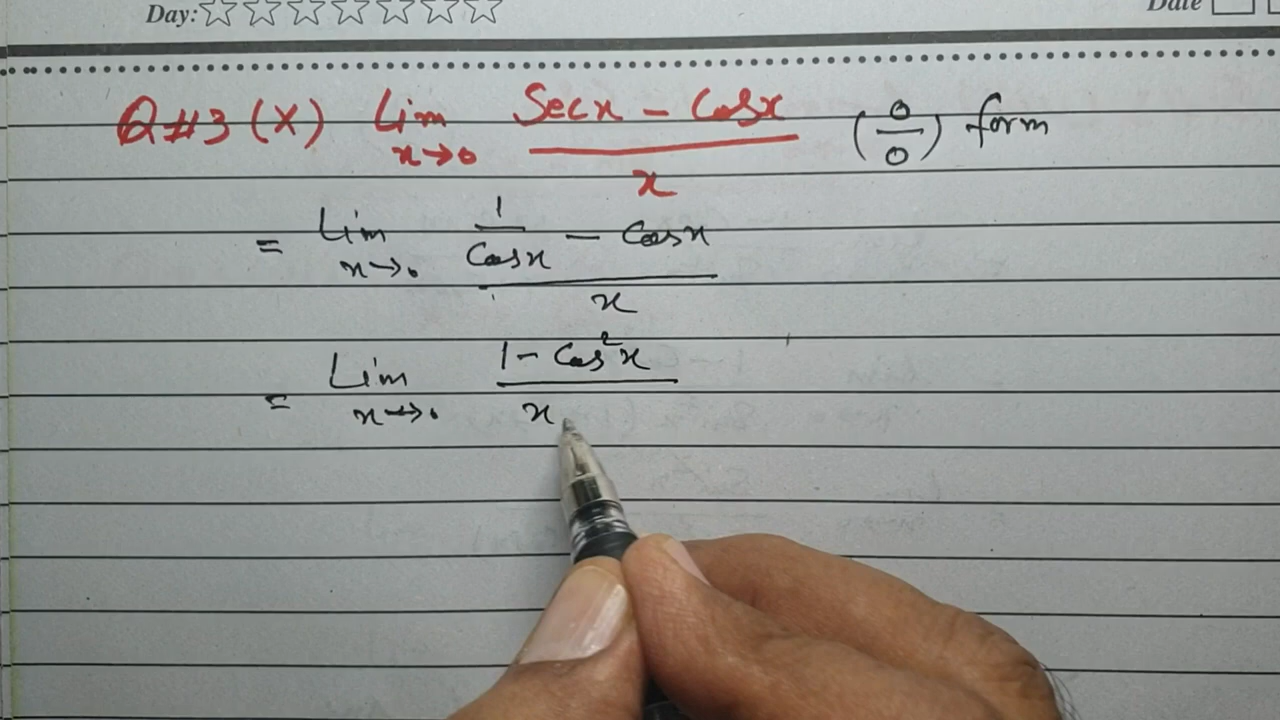 Day: Date
Q#3 (x) Lim x→0 Secx - Cosx / x (0/0) form
= Lim x→0 1/Cosx - Cosx / x
= Lim x→0 1 - Cos²x / x